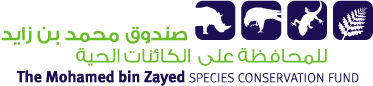 صندوق محمد بن زايد
للمحافظة على الكائنات الحية
The Mohamed bin Zayed SPECIES CONSERVATION FUND